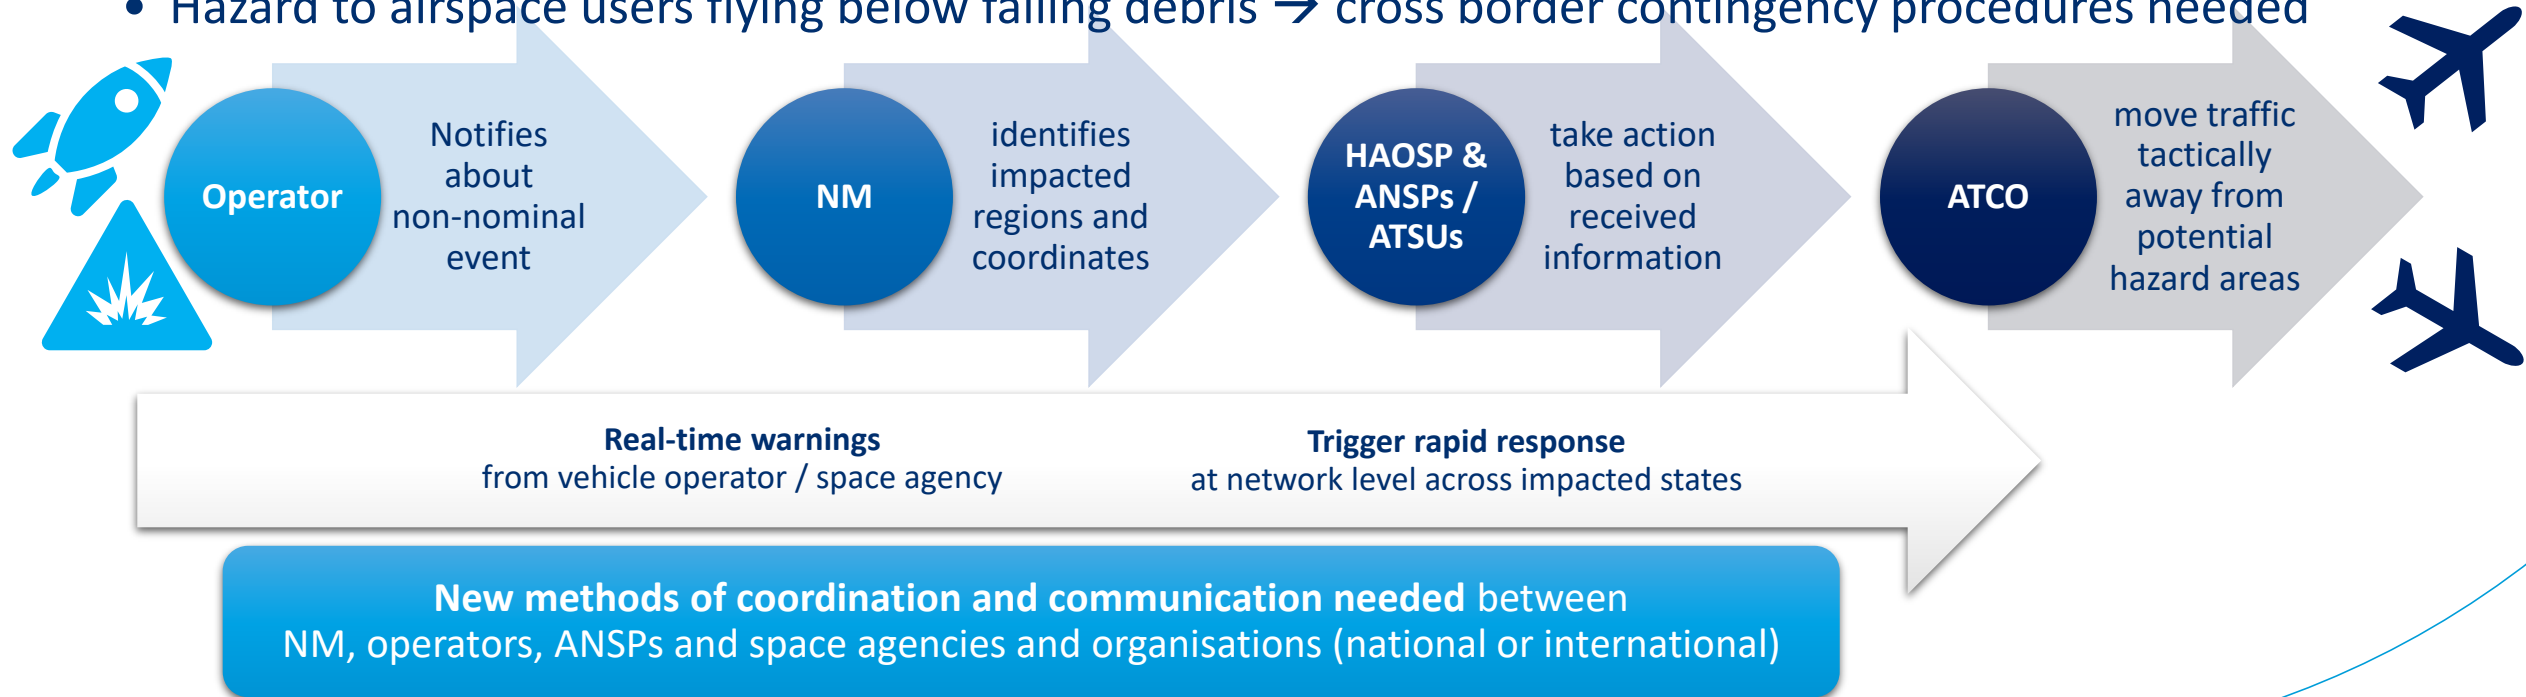 • Hazard to airspace users flying below falling debris → cross border contingency procedures needed
Operator
Notifies
about
non-nominal
event
NM
identifies
impacted
regions and
coordinates
HAOSP &
ANSPs /
ATSUs
take action
based on
received
information
ATCO
move traffic
tactically
away from
potential
hazard areas
Real-time warnings
from vehicle operator / space agency
Trigger rapid response
at network level across impacted states
New methods of coordination and communication needed between
NM, operators, ANSPs and space agencies and organisations (national or international)